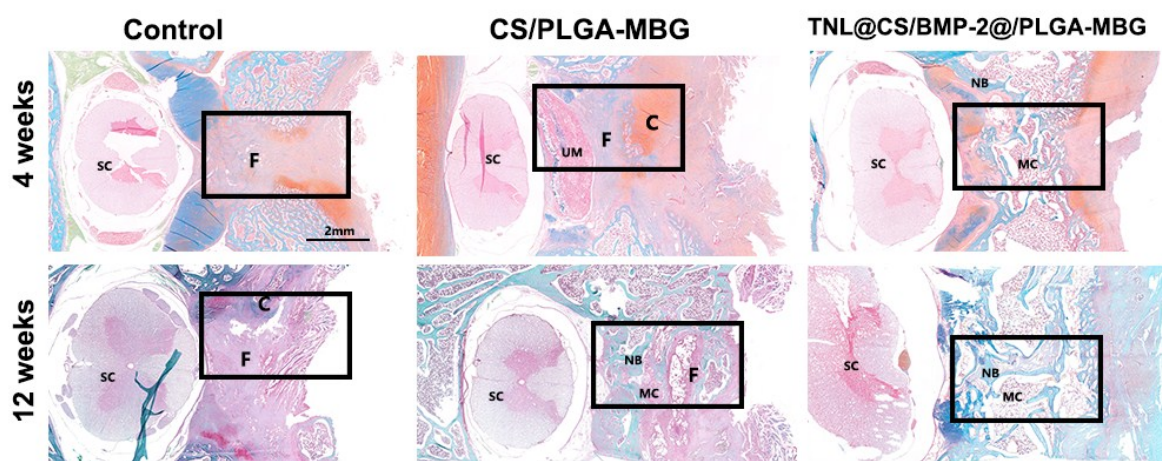 Control
CS/PLGA-MBG
TNL@CS/BMP-2@/PLGA-MBG
4 weeks
SC
F
2mm
SC
UM
F
C
SC
NB
MC
12 weeks
SC
C
F
SC
NB
MC
F
SC
NB
MC